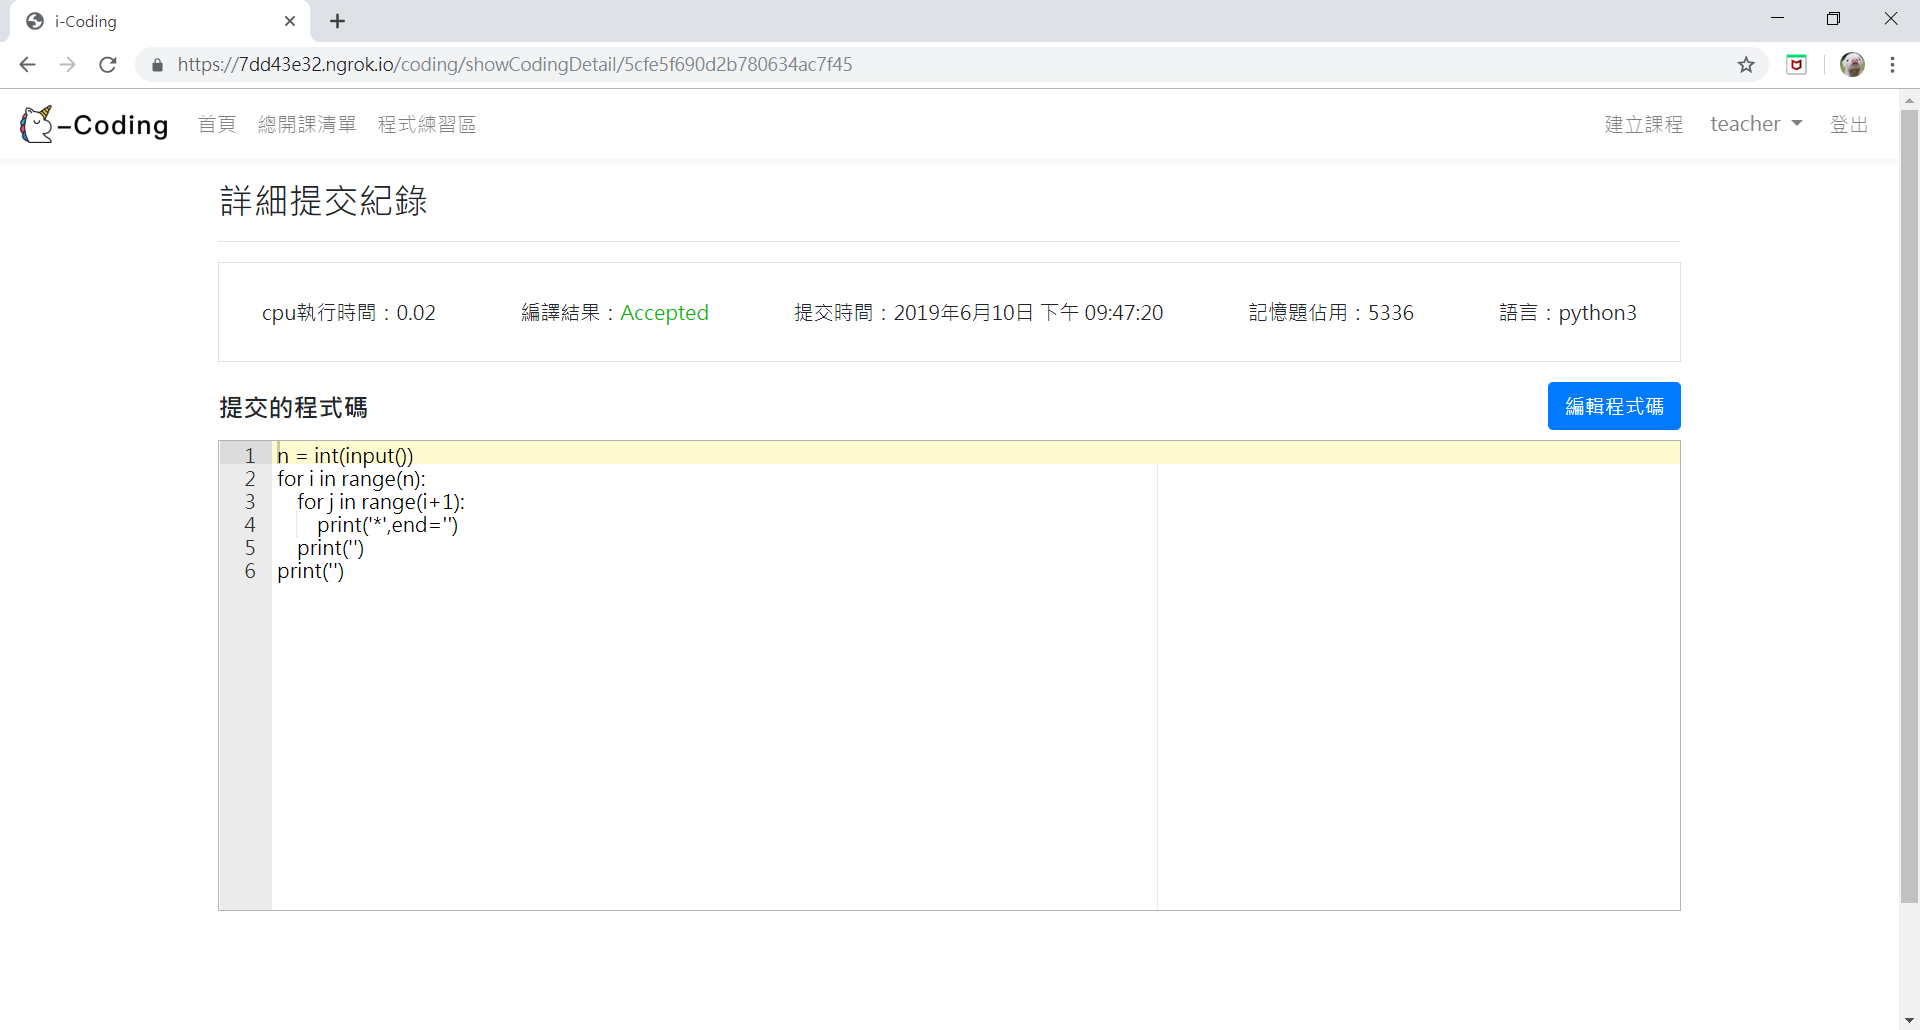 i-Coding
https://7dd43e32.ngrok.io/coding/showCodingDetail/5cfe5f690d2b780634ac7f45
-Coding 首頁 總開課清單 程式練習區 建立課程 teacher 登出
詳細提交紀錄
cpu執行時間：0.02 編譯結果：Accepted 提交時間：2019年6月10日 下午 09:47:20 記憶題佔用：5336 語言：python3
提交的程式碼 編輯程式碼
1 n = int(input())
2 for i in range(n):
3     for j in range(i+1):
4         print('*',end='')
5     print('')
6 print('')